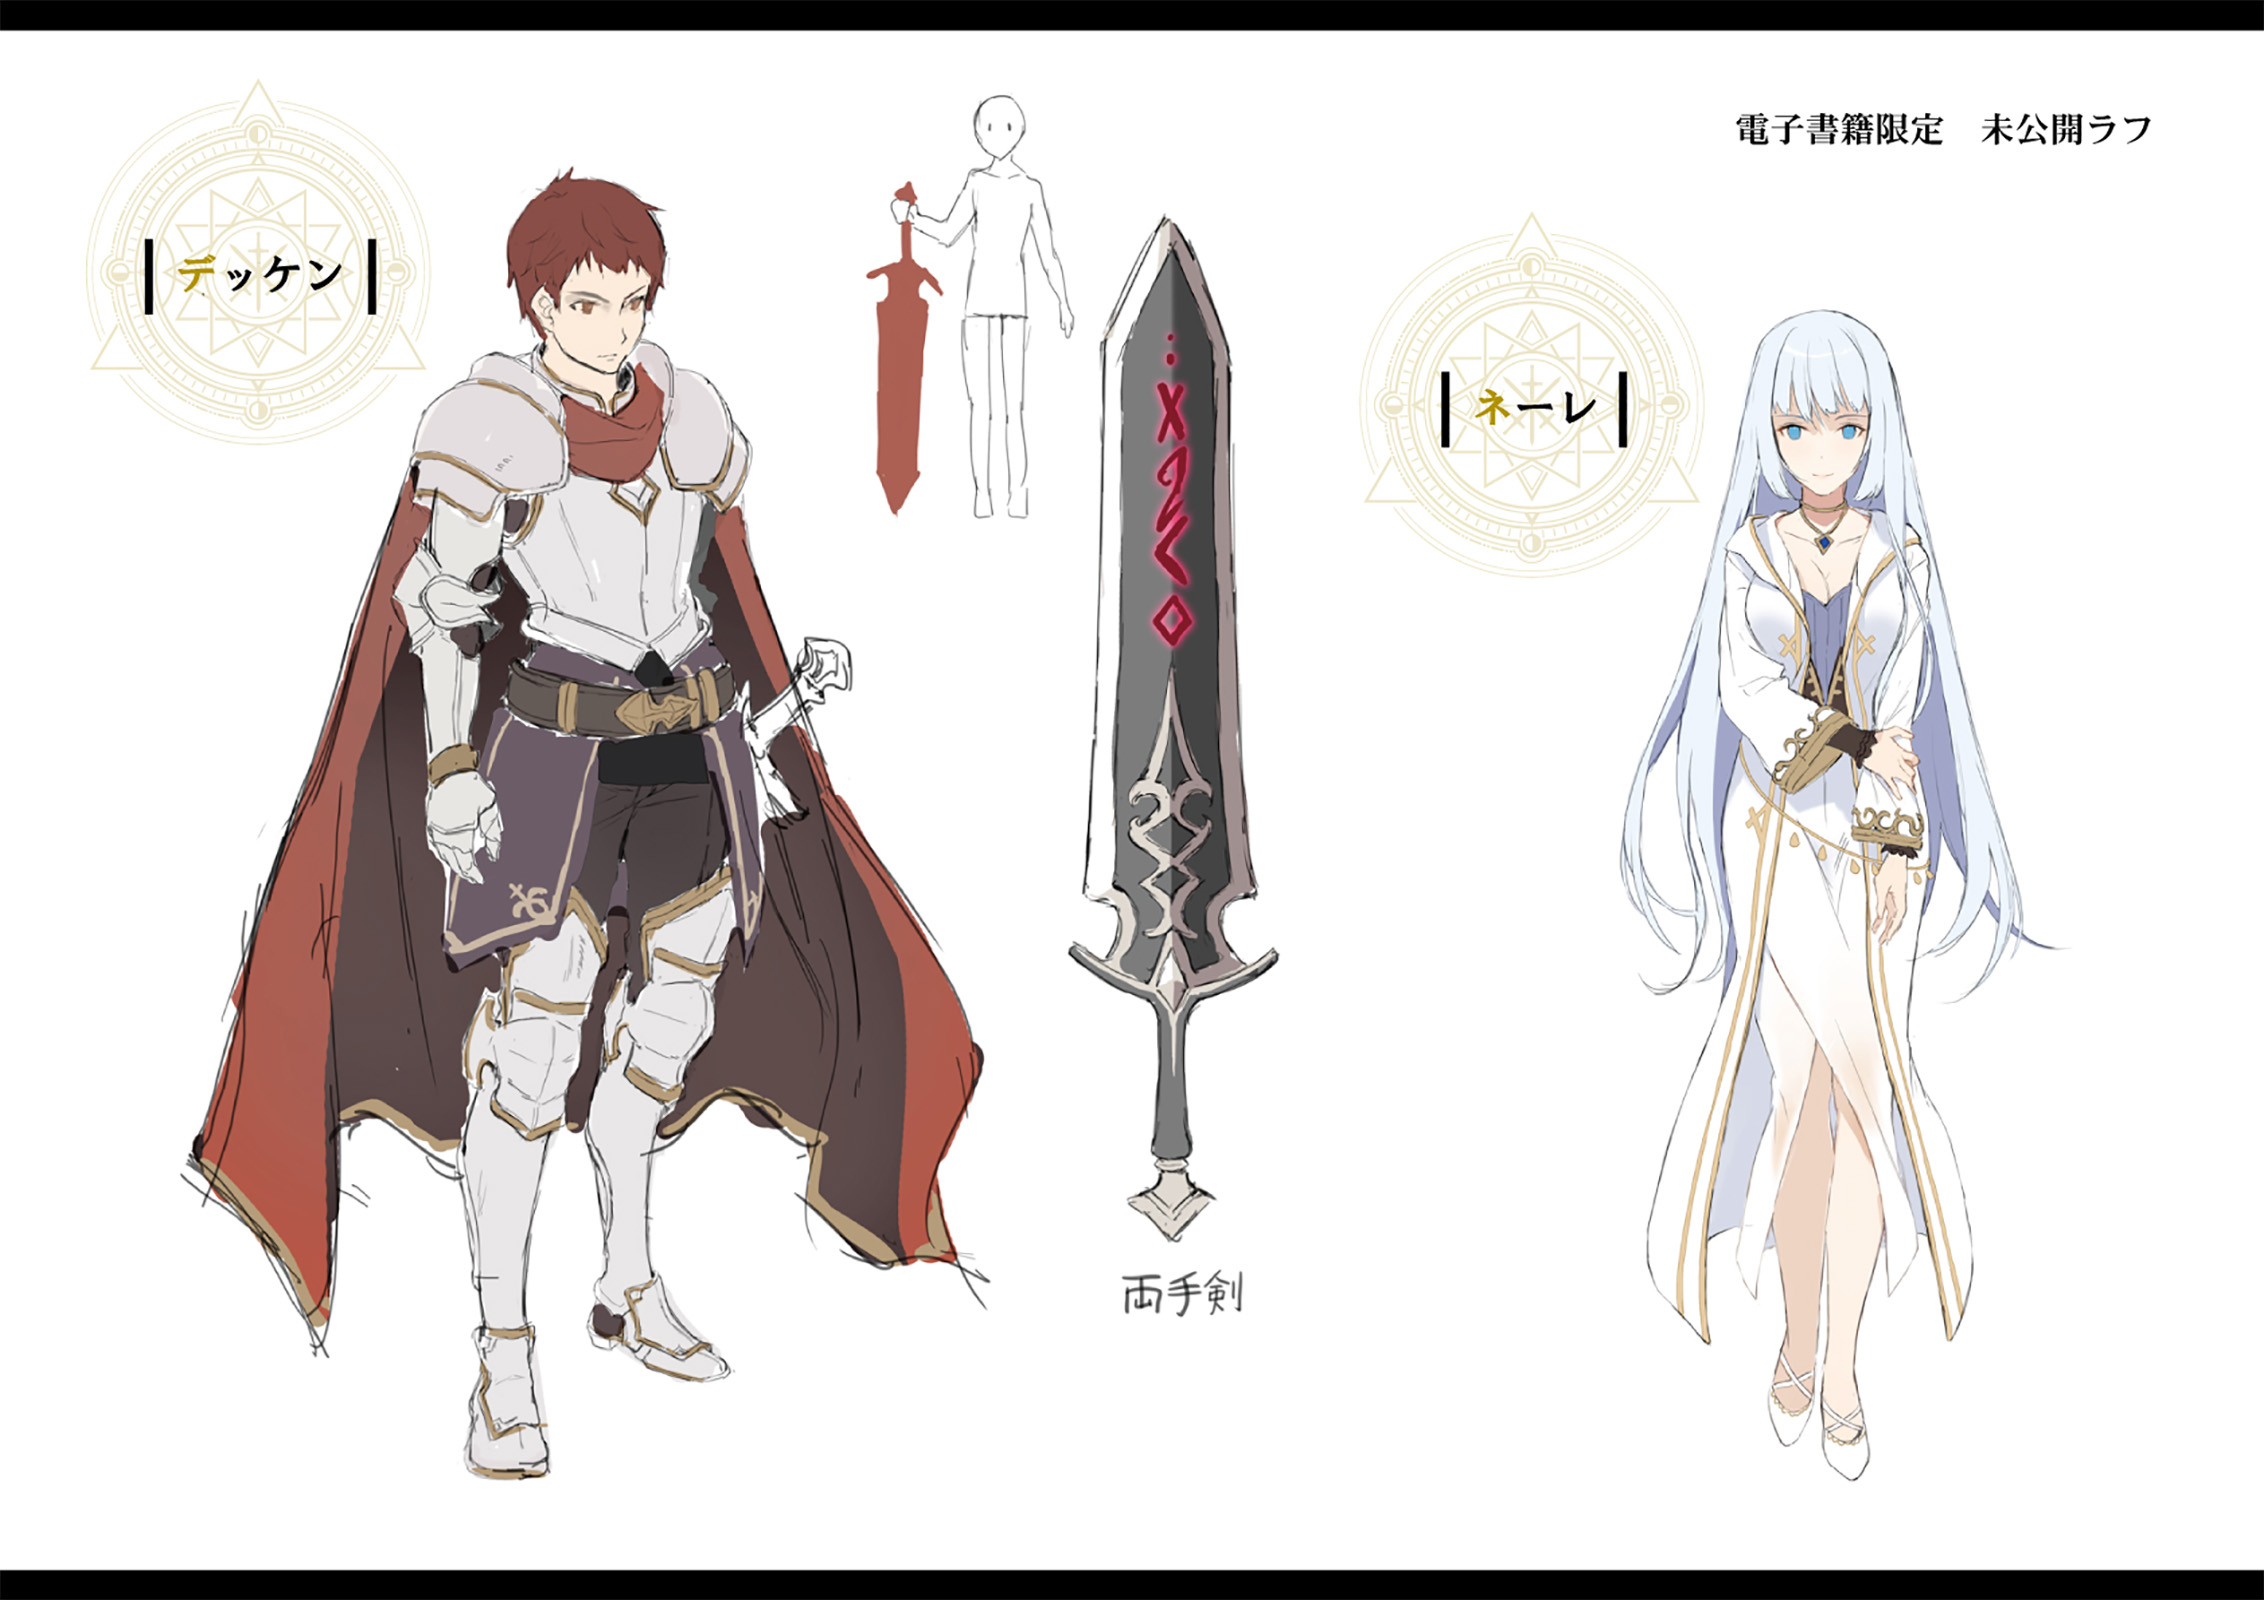 電子書籍限定　未公開ラフ
デッケン
ネーレ
両手剣